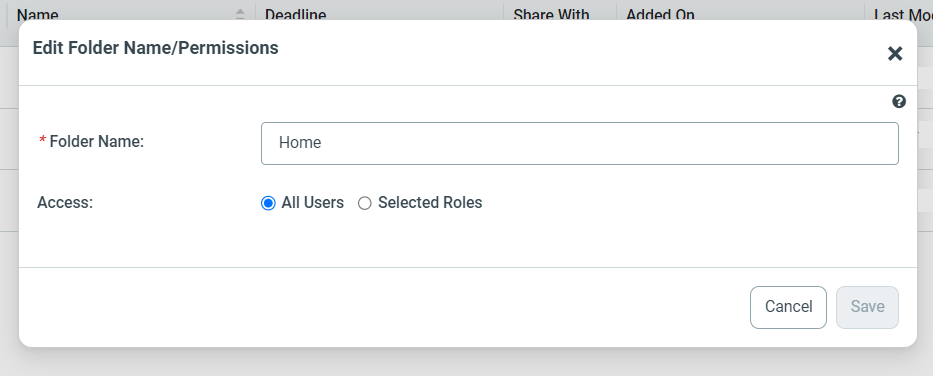 Name Deadline Share With Added On Last Mo
Edit Folder Name/Permissions
* Folder Name: Home
Access: All Users Selected Roles
Cancel Save